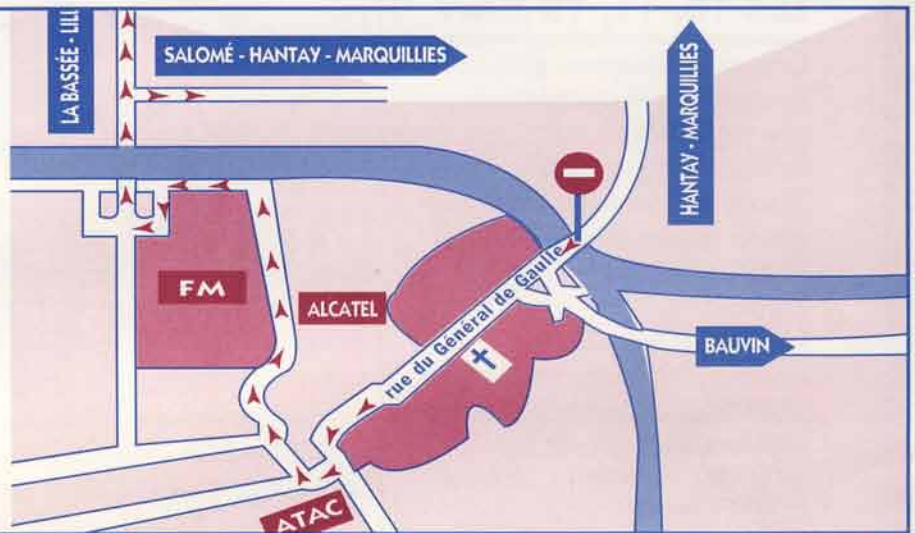 LA BASSÉE - LILL
SALOMÉ - HANTAY - MARQUILLIES
HANTAY - MARQUILLIES
FM
ALCATEL
rue du Général de Gaulle
BAUVIN
ATAC